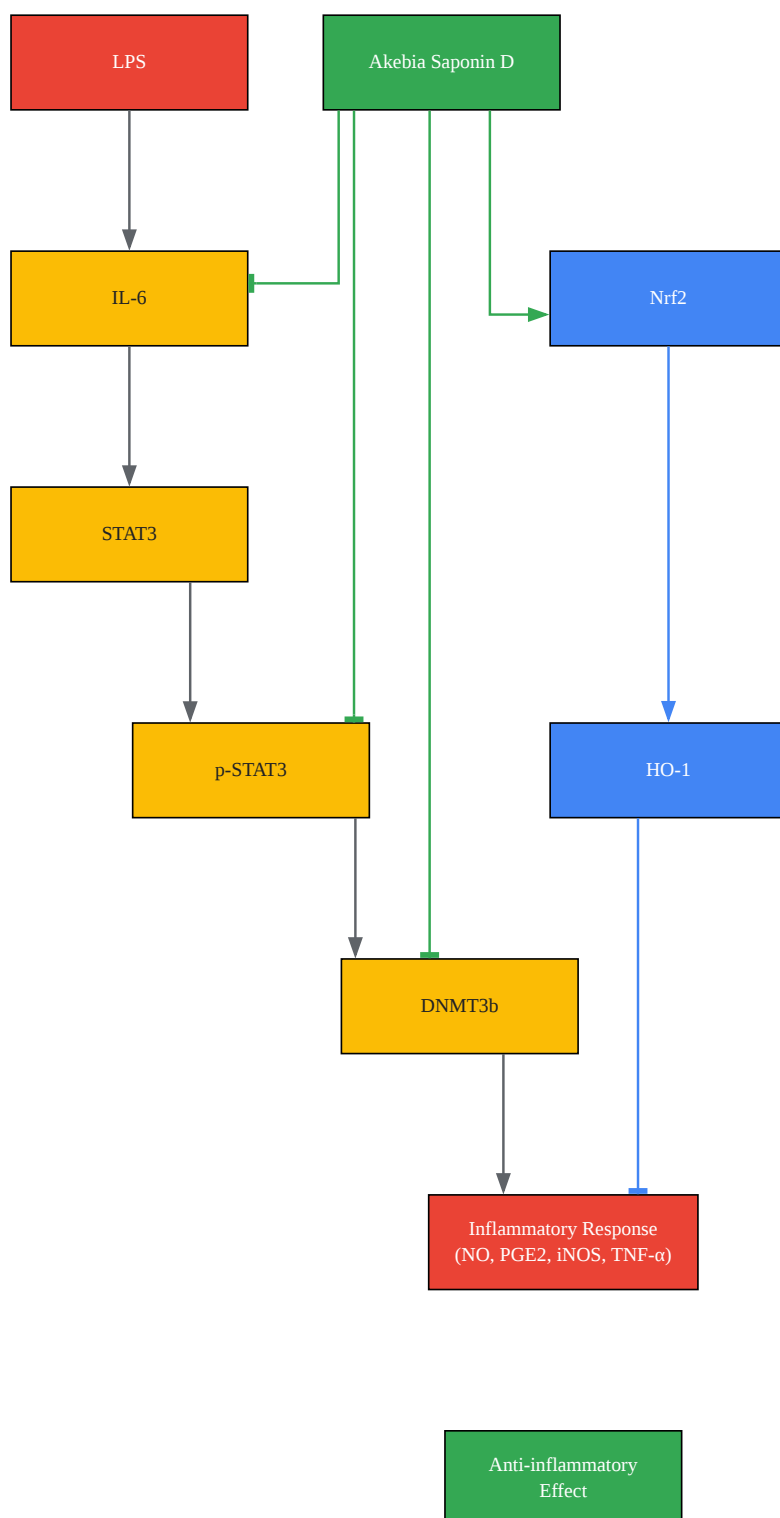 LPS
Akebia Saponin D
IL-6
Nrf2
STAT3
p-STAT3
HO-1
DNMT3b
Inflammatory Response
(NO, PGE2, iNOS, TNF-α)
Anti-inflammatory
Effect